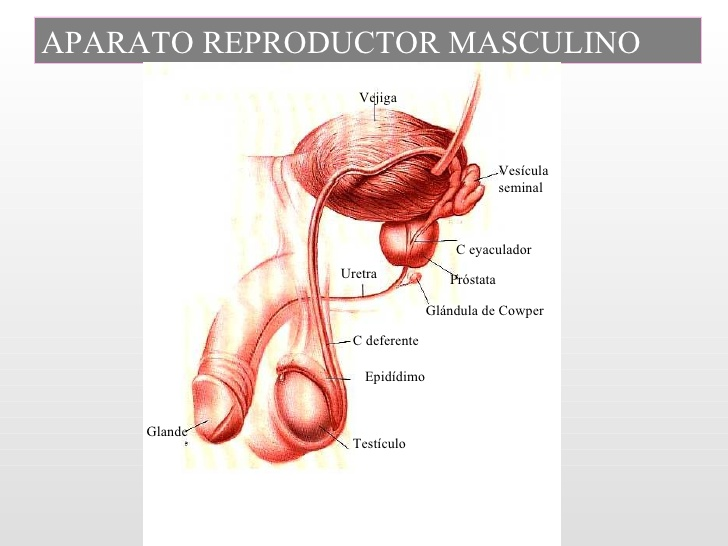 APARATO REPRODUCTOR MASCULINO
Vejiga
Vesícula
seminal
C eyaculador
Uretra
Próstata
Glándula de Cowper
C deferente
Epidídimo
Glande
Testículo